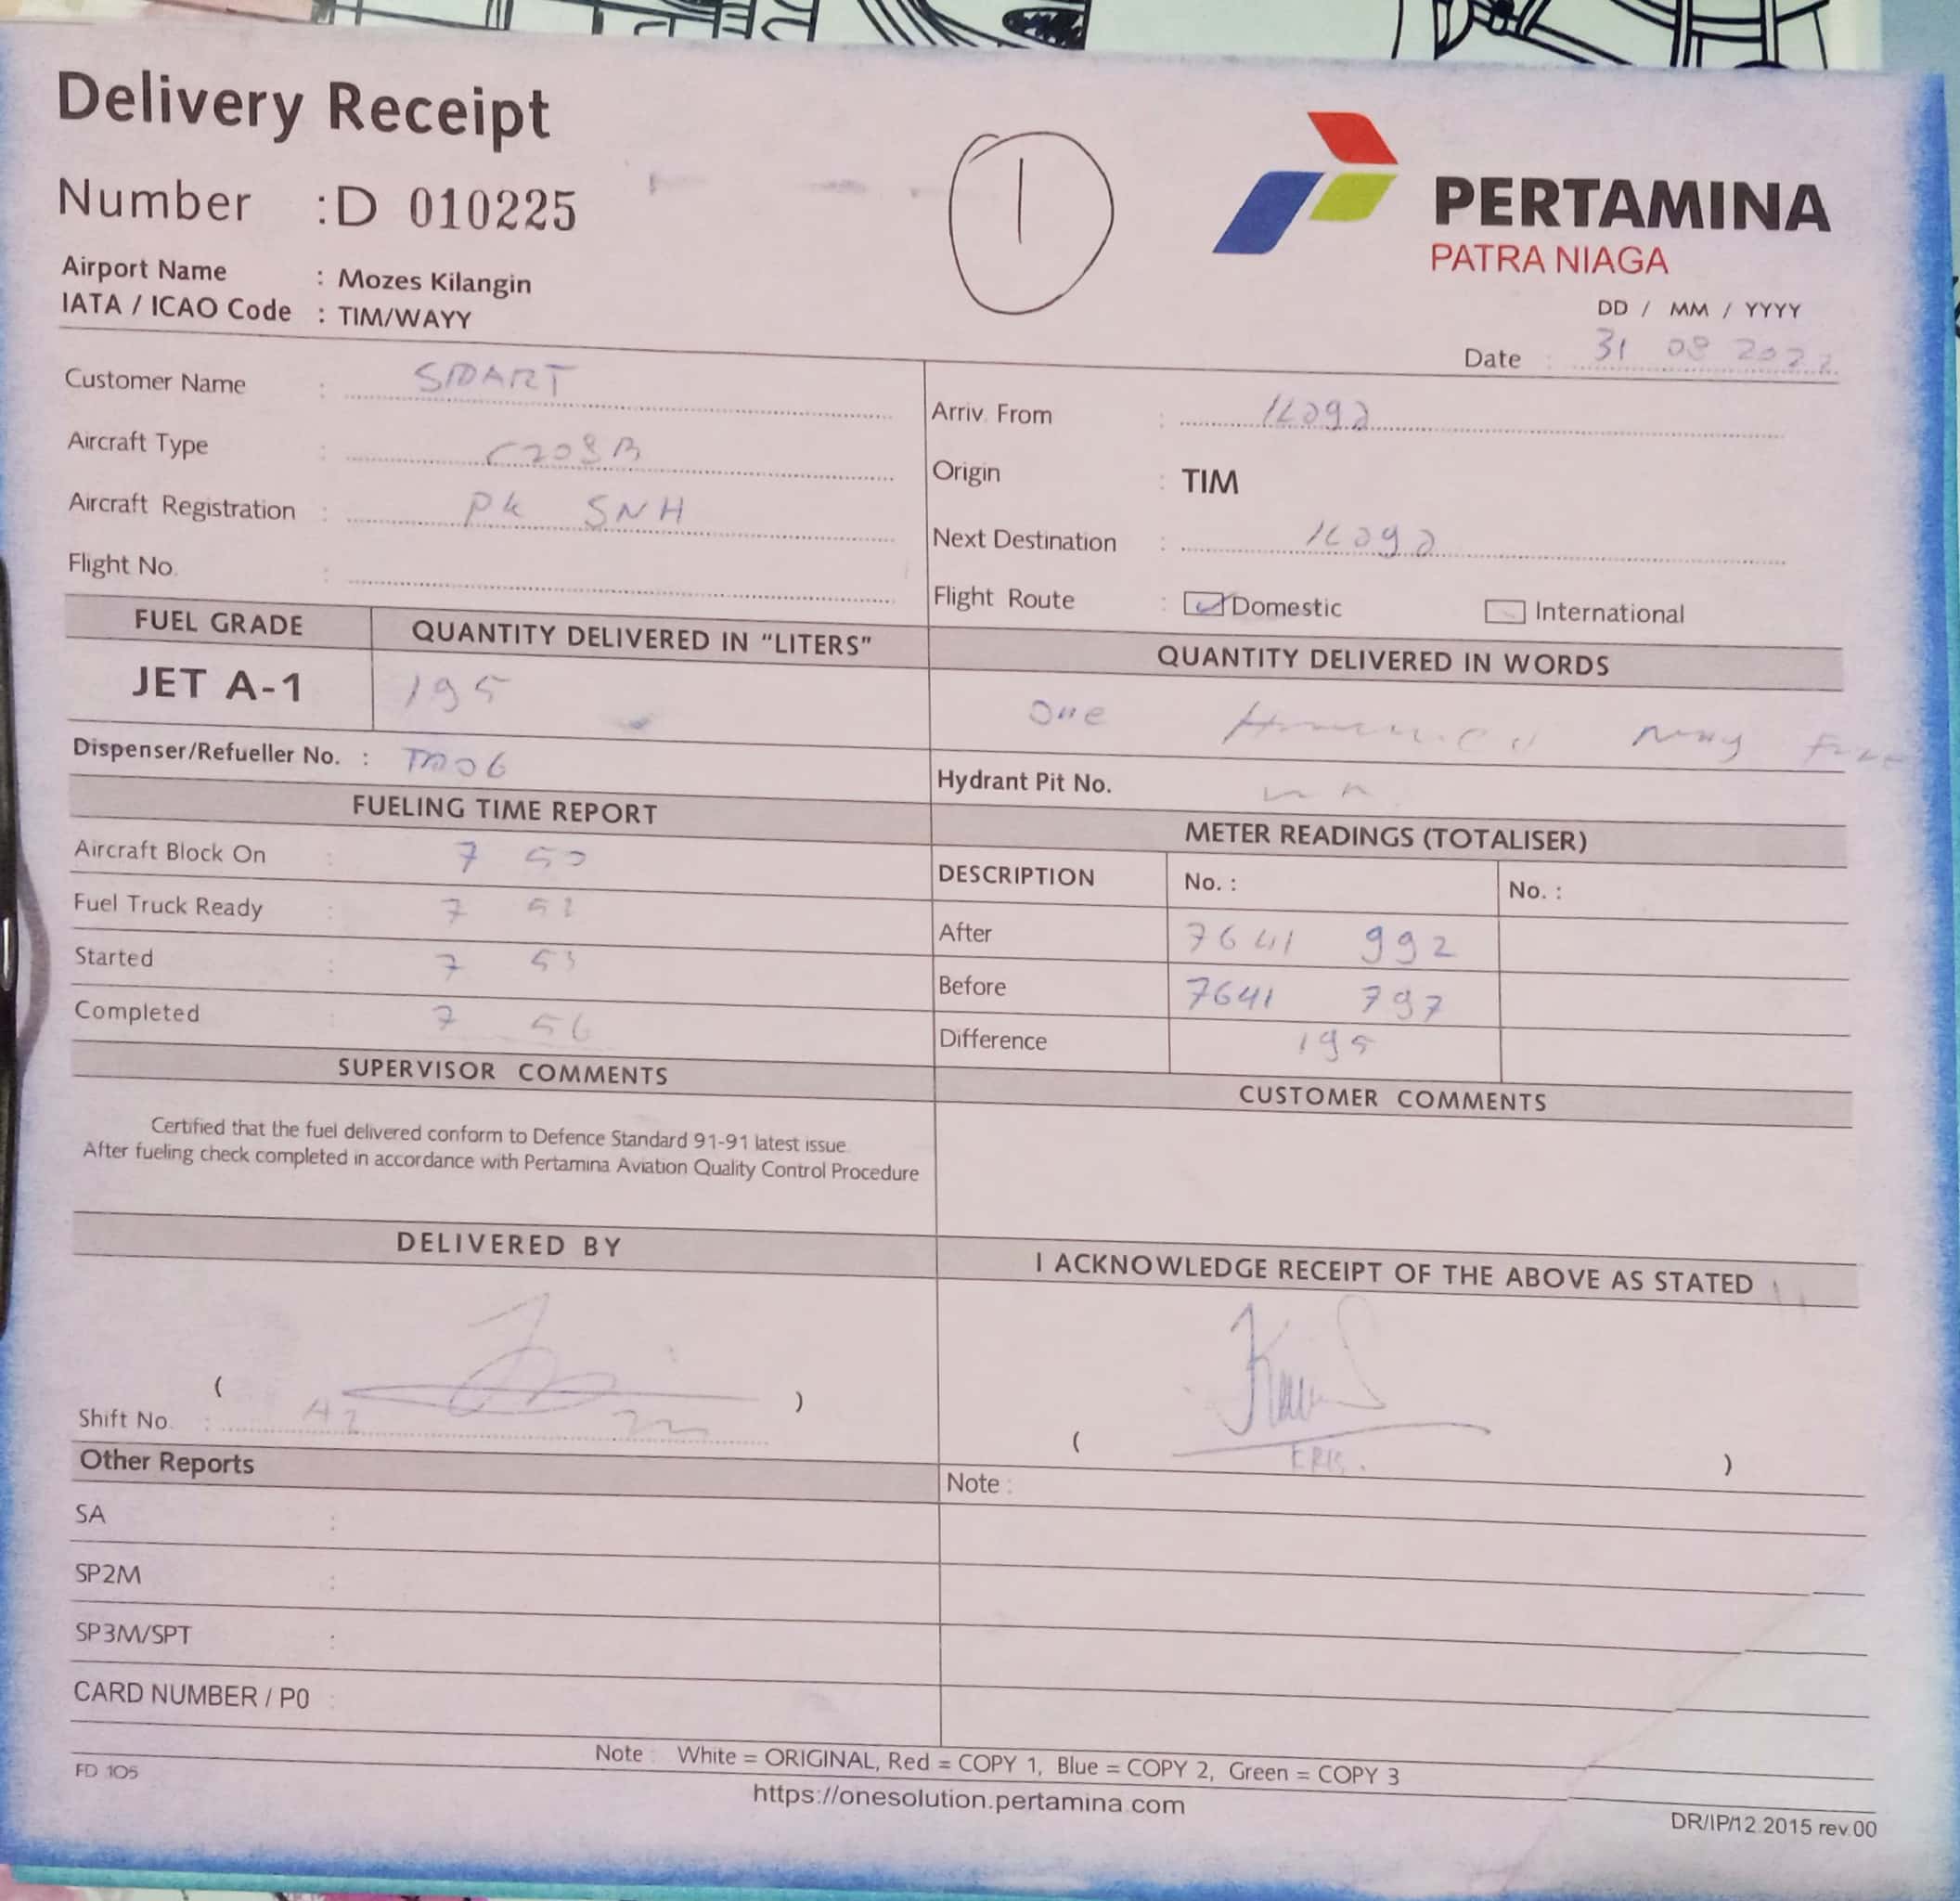 Delivery Receipt
Number : D 010225
1
PERTAMINA
PATRA NIAGA
Airport Name : Mozes Kilangin
IATA / ICAO Code : TIM/WAYY
DD / MM / YYYY
Date : 31 08 2022
Customer Name : SMART
Aircraft Type : C208B
Aircraft Registration : PK SNH
Flight No. :
Arriv. From :
Origin : TIM
Next Destination :
Flight Route : Domestic International
FUEL GRADE QUANTITY DELIVERED IN "LITERS" QUANTITY DELIVERED IN WORDS
JET A-1 195 One
Dispenser/Refueller No. : Hydrant Pit No.
FUELING TIME REPORT
Aircraft Block On : 7 50
Fuel Truck Ready : 7 52
Started : 7 53
Completed : 7 56
METER READINGS (TOTALISER)
DESCRIPTION No. : No. :
After 7641 992
Before 7641 797
Difference 195
SUPERVISOR COMMENTS
Certified that the fuel delivered conform to Defence Standard 91-91 latest issue
After fueling check completed in accordance with Pertamina Aviation Quality Control Procedure
CUSTOMER COMMENTS
DELIVERED BY
( )
Shift No. :
I ACKNOWLEDGE RECEIPT OF THE ABOVE AS STATED
( )
Other Reports
Note :
SA :
SP2M :
SP3M/SPT :
CARD NUMBER / P0 :
Note : White = ORIGINAL, Red = COPY 1, Blue = COPY 2, Green = COPY 3
FD 105
https://onesolution.pertamina.com
DR/IP/12.2015 rev.00